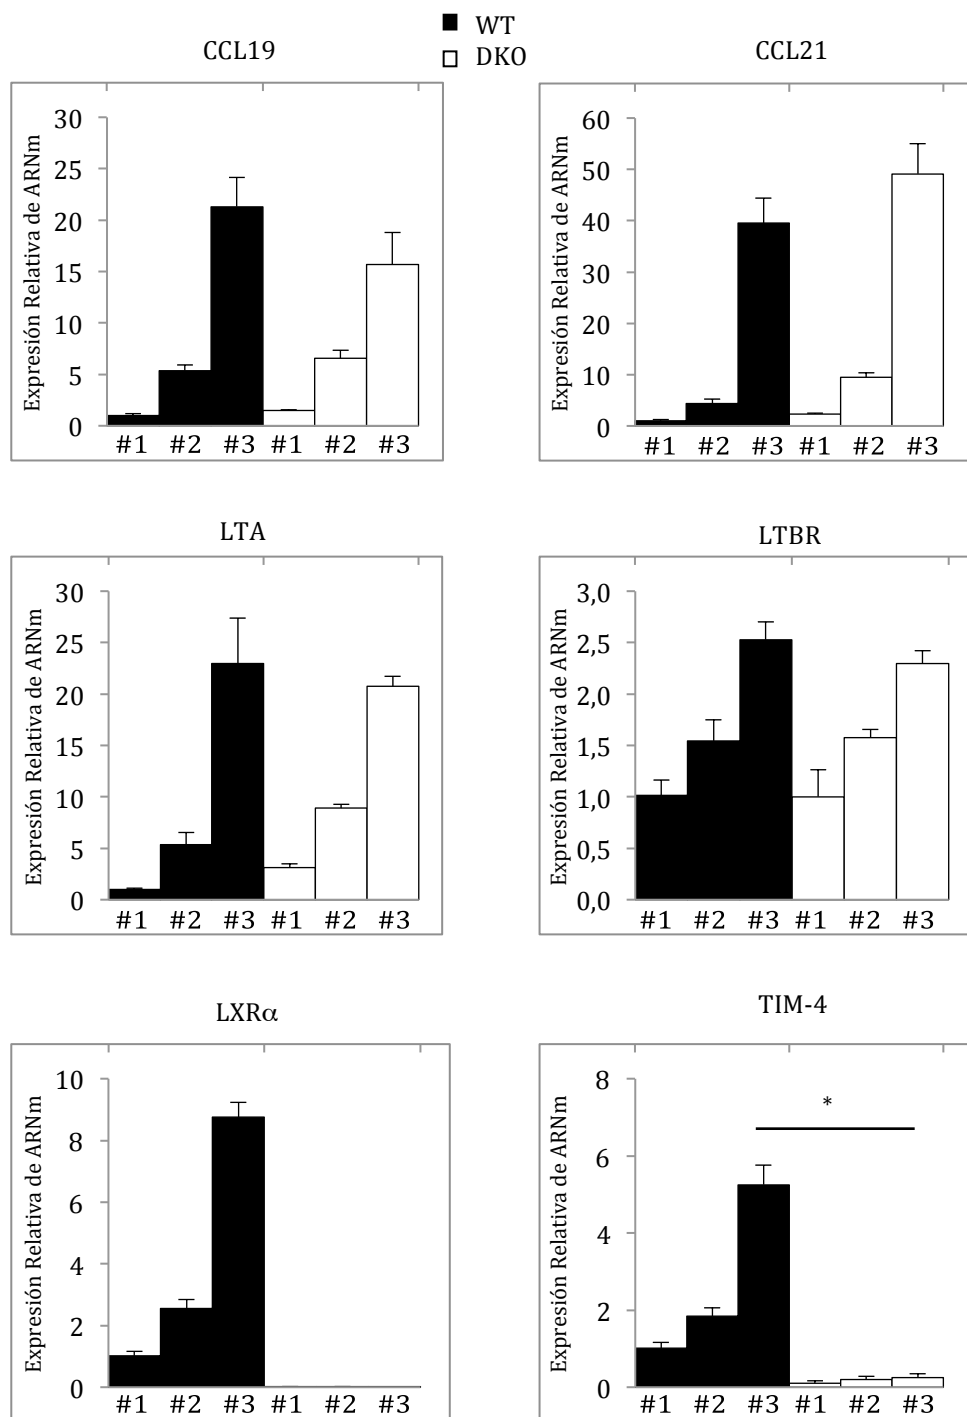 WT
DKO
CCL19
Expresión Relativa de ARNm
30
25
20
15
10
5
0
#1 #2 #3 #1 #2 #3
CCL21
Expresión Relativa de ARNm
60
50
40
30
20
10
0
#1 #2 #3 #1 #2 #3
LTA
Expresión Relativa de ARNm
30
25
20
15
10
5
0
#1 #2 #3 #1 #2 #3
LTBR
Expresión Relativa de ARNm
3,0
2,5
2,0
1,5
1,0
0,5
0,0
#1 #2 #3 #1 #2 #3
LXRα
Expresión Relativa de ARNm
10
8
6
4
2
0
#1 #2 #3 #1 #2 #3
TIM-4
Expresión Relativa de ARNm
8
6
4
2
0
*
#1 #2 #3 #1 #2 #3